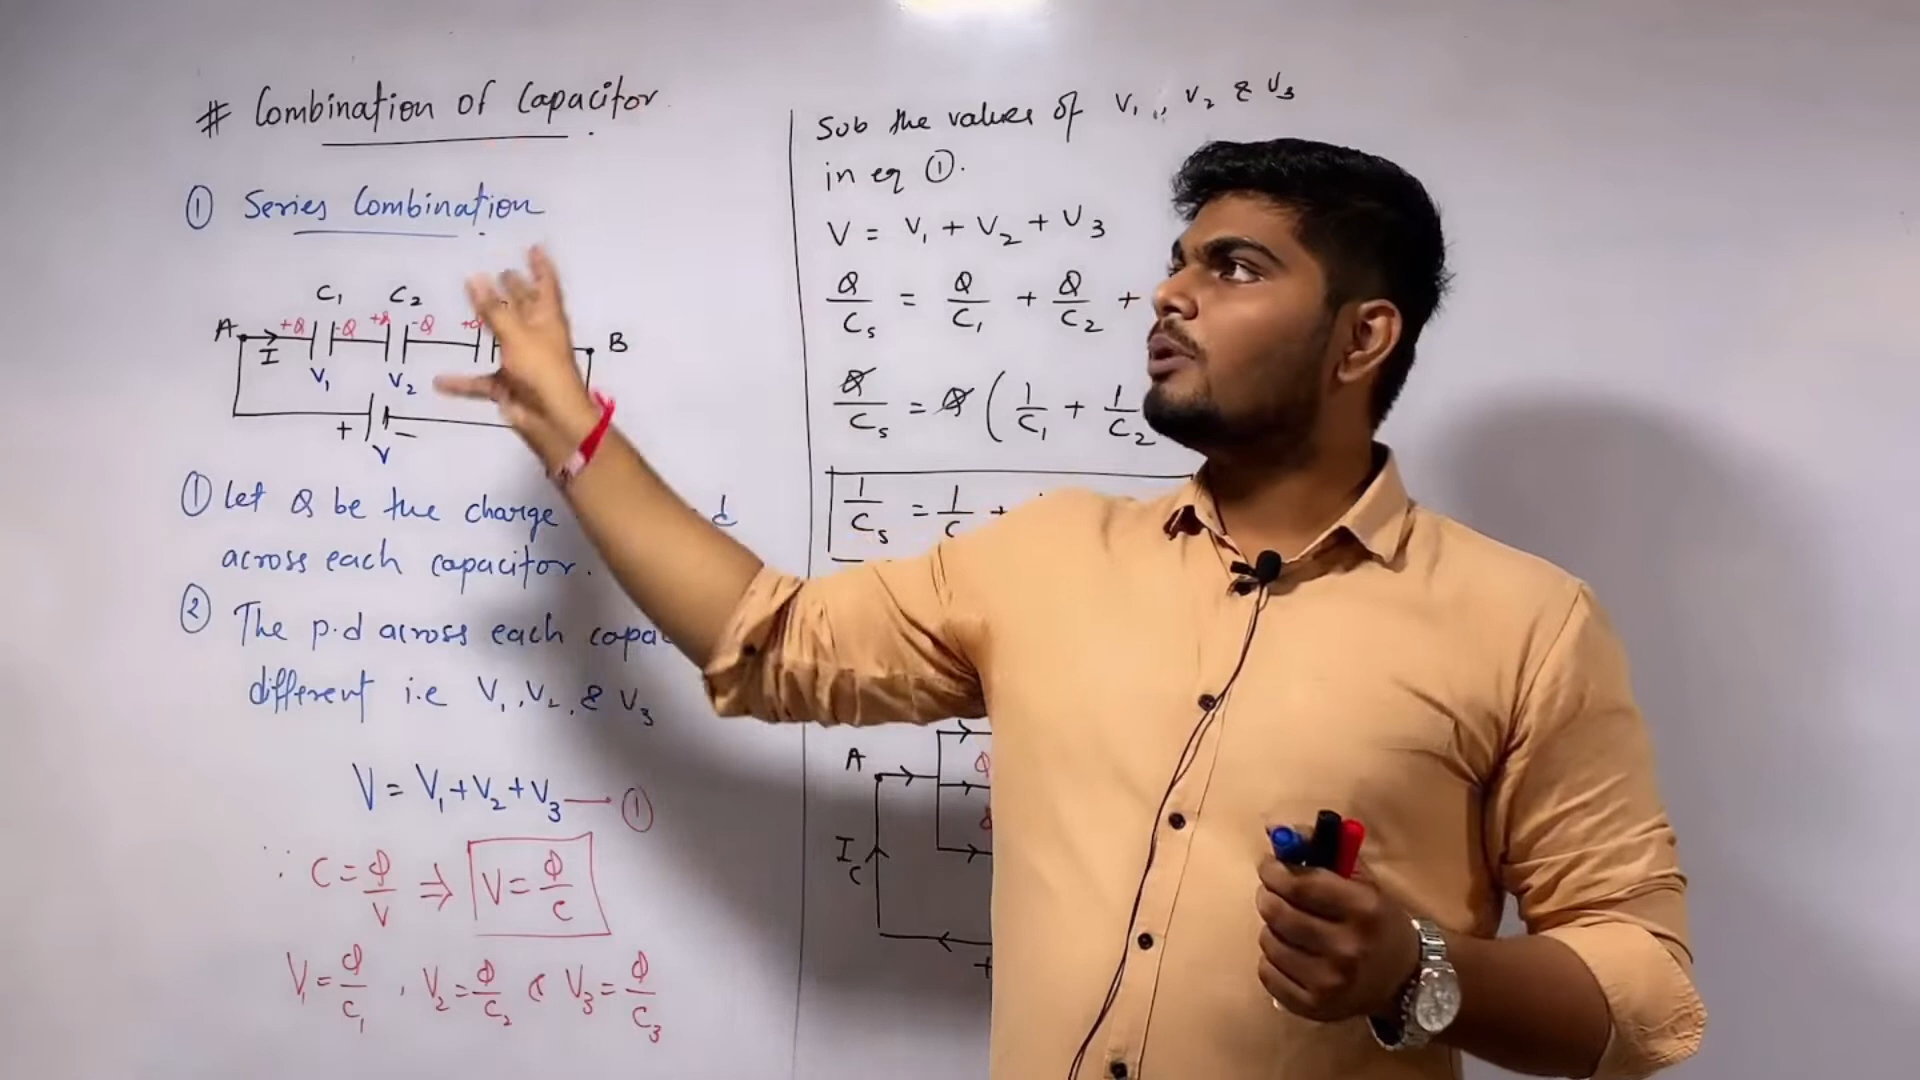 # Combination of Capacitor
① Series Combination
C₁ C₂
A +Q -Q +Q -Q +Q B
I
V₁ V₂
+ −
V
① Let Q be the charge
across each capacitor.
② The p.d across each
different i.e V₁, V₂, & V₃
V = V₁+V₂+V₃ — ①
∵ C = Q/V ⇒ V = Q/C
V₁ = Q/C₁ , V₂ = Q/C₂ & V₃ = Q/C₃
Sub the values of V₁, V₂ & V₃
in eq ①.
V = V₁ + V₂ + V₃
Q/Cₛ = Q/C₁ + Q/C₂ +
Q/Cₛ = Q ( 1/C₁ + 1/C₂
1/Cₛ = 1/C +
A
Q
I
C
+